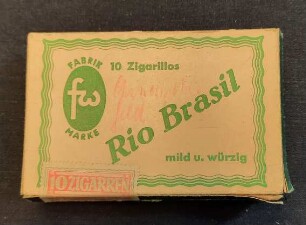 FABRIK
fw
MARKE
10 Zigarillos
Rio Brasil
mild u. würzig
10 ZIGARREN